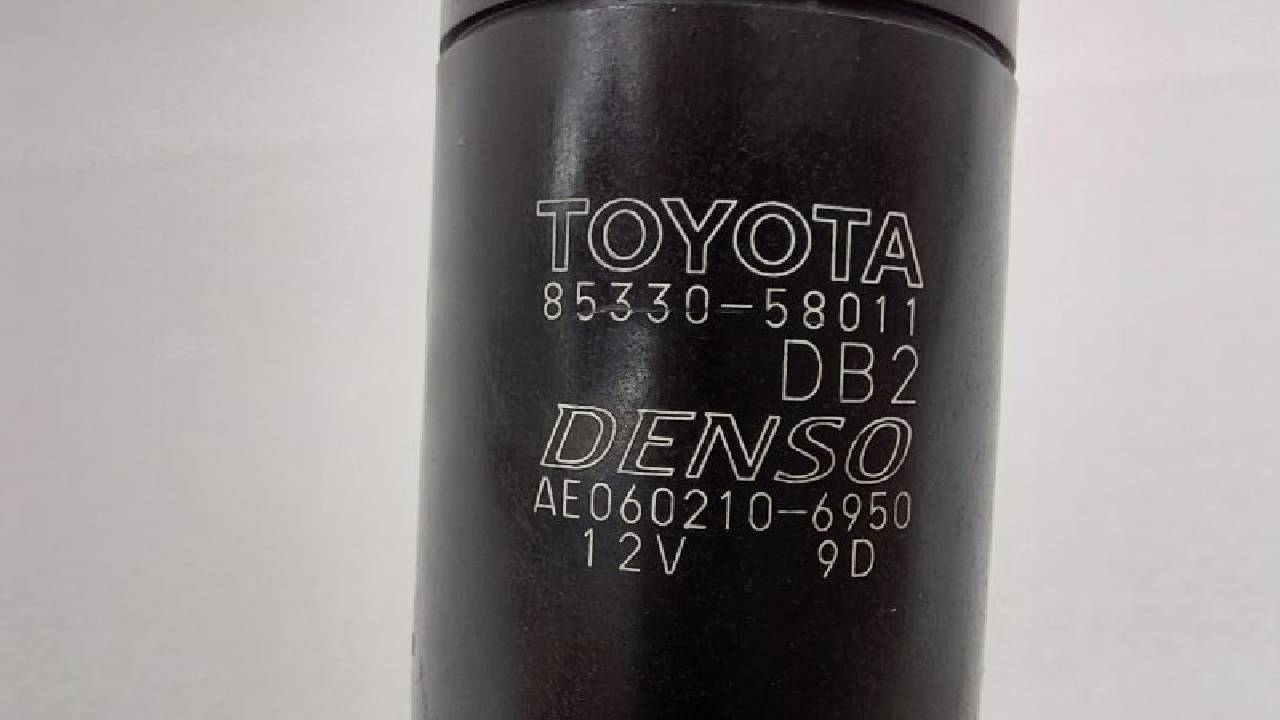 TOYOTA
85330-58011
DB2
DENSO
AE060210-6950
12V 9D